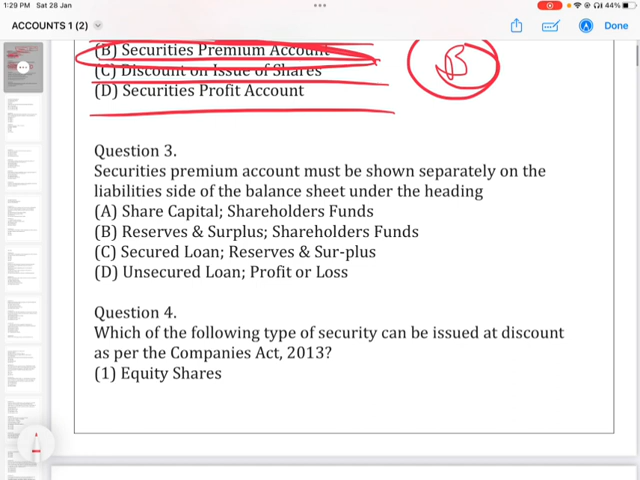 1:29 PM Sat 28 Jan
44%
ACCOUNTS 1 (2)
Done
(B) Securities Premium Account
B
(C) Discount on Issue of Shares
(D) Securities Profit Account
Question 3.
Securities premium account must be shown separately on the
liabilities side of the balance sheet under the heading
(A) Share Capital; Shareholders Funds
(B) Reserves & Surplus; Shareholders Funds
(C) Secured Loan; Reserves & Sur-plus
(D) Unsecured Loan; Profit or Loss
Question 4.
Which of the following type of security can be issued at discount
as per the Companies Act, 2013?
(1) Equity Shares